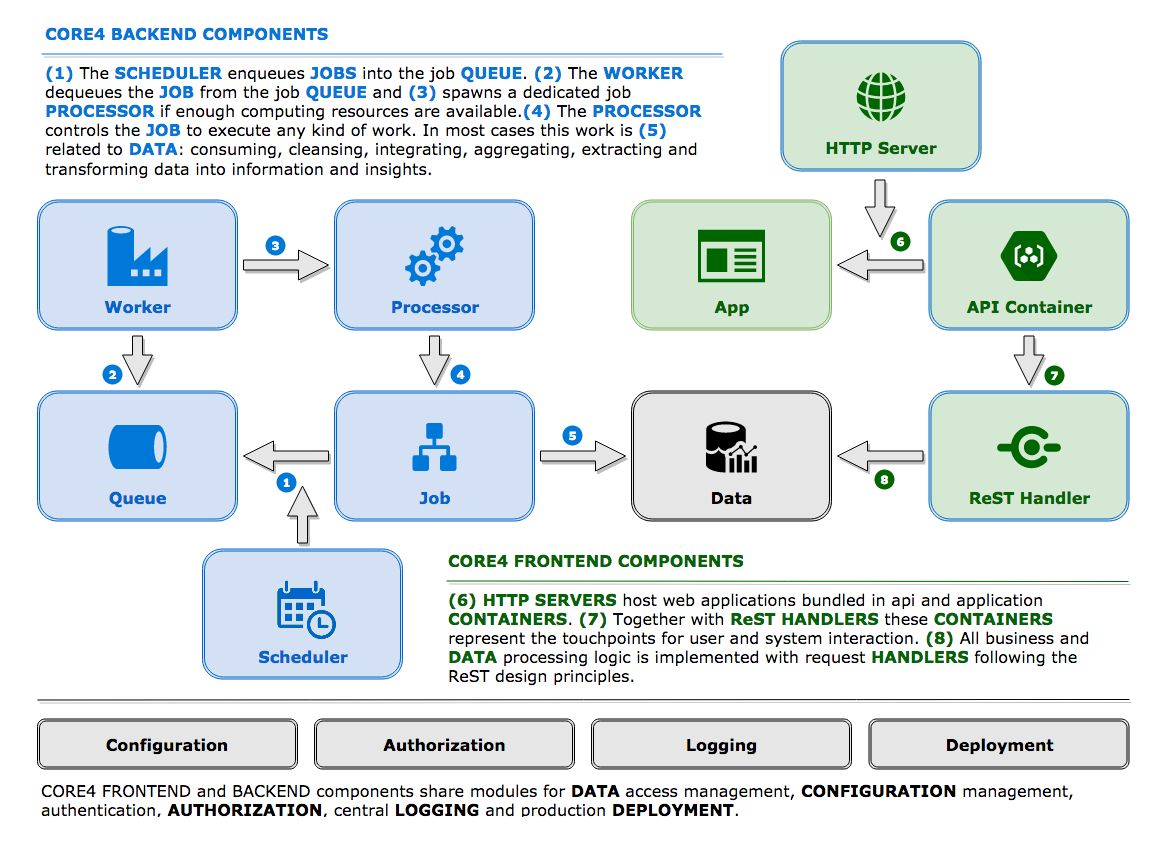 CORE4 BACKEND COMPONENTS
(1) The SCHEDULER enqueues JOBS into the job QUEUE. (2) The WORKER
dequeues the JOB from the job QUEUE and (3) spawns a dedicated job
PROCESSOR if enough computing resources are available.(4) The PROCESSOR
controls the JOB to execute any kind of work. In most cases this work is (5)
related to DATA: consuming, cleansing, integrating, aggregating, extracting and
transforming data into information and insights.
HTTP Server
3
6
Worker
Processor
App
API Container
2
4
7
5
1
8
Queue
Job
Data
ReST Handler
Scheduler
CORE4 FRONTEND COMPONENTS
(6) HTTP SERVERS host web applications bundled in api and application
CONTAINERS. (7) Together with ReST HANDLERS these CONTAINERS
represent the touchpoints for user and system interaction. (8) All business and
DATA processing logic is implemented with request HANDLERS following the
ReST design principles.
Configuration
Authorization
Logging
Deployment
CORE4 FRONTEND and BACKEND components share modules for DATA access management, CONFIGURATION management,
authentication, AUTHORIZATION, central LOGGING and production DEPLOYMENT.